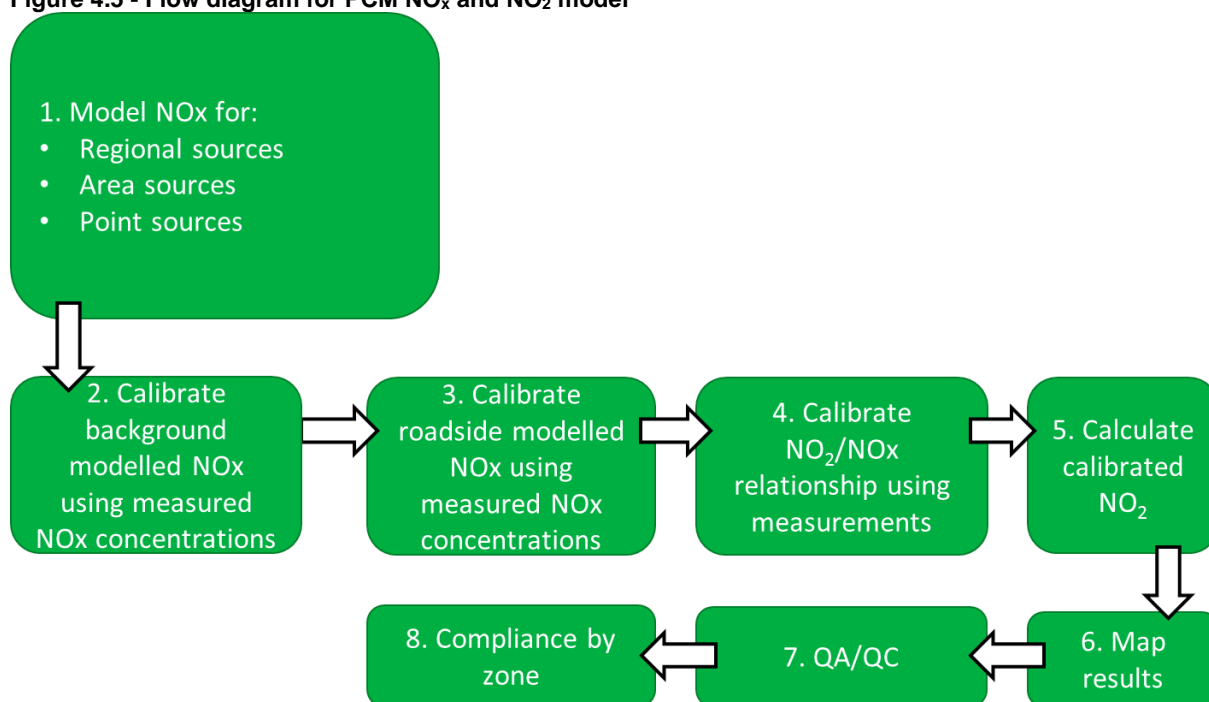 Figure 4.5 - Flow diagram for PCM NOx and NO2 model
1. Model NOx for:
• Regional sources
• Area sources
• Point sources
2. Calibrate
background
modelled NOx
using measured
NOx concentrations
3. Calibrate
roadside modelled
NOx using
measured NOx
concentrations
4. Calibrate
NO2/NOx
relationship using
measurements
5. Calculate
calibrated
NO2
6. Map
results
7. QA/QC
8. Compliance by
zone